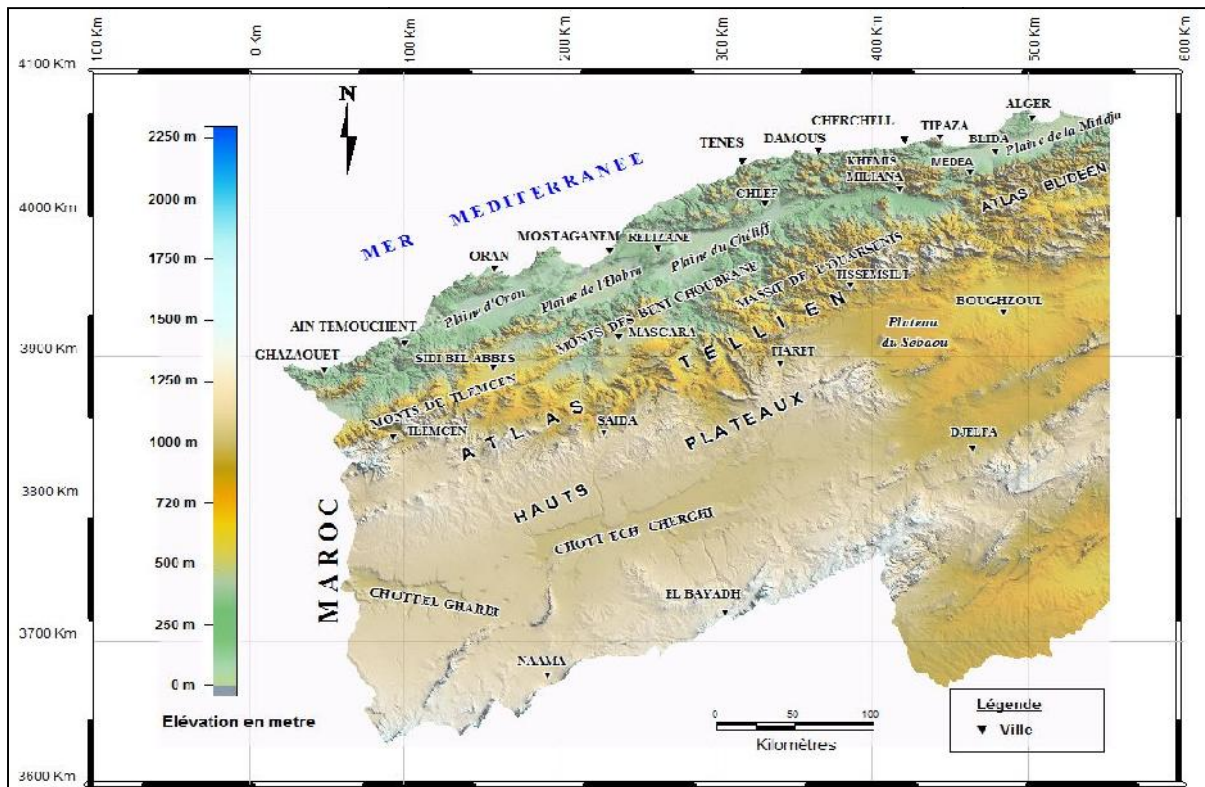 100 Km
0 Km
100 Km
200 Km
300 Km
400 Km
500 Km
600 Km
4100 Km
4000 Km
3900 Km
3800 Km
3700 Km
3600 Km
N
2250 m
2000 m
1750 m
1500 m
1250 m
1000 m
720 m
500 m
250 m
0 m
Elévation en metre
MER MEDITERRANEE
MAROC
ALGER
CHERCHELL
TIPAZA
TENES
DAMOUS
BLIDA
Plaine de la Mitidja
KHEMIS
MILIANA
MEDEA
CHLEF
ATLAS BLIDEEN
MOSTAGANEM
RELIZANE
Plaine du Chéliff
ORAN
Plaine de l'Habra
Plaine d'Oran
MASSIF DE L'OUARSENIS
TISSEMSILT
BOUGHZOUL
AIN TEMOUCHENT
MONTS DES BENI CHOUBRANE
MASCARA
Plateau
du Sebaou
GHAZAOUET
SIDI BEL ABBES
TIARET
MONTS DE TLEMCEN
TLEMCEN
ATLAS TELLIEN
SAIDA
DJELFA
HAUTS PLATEAUX
CHOTT ECH CHERGHI
CHOTT EL GHARBI
EL BAYADH
NAAMA
0 50 100
Kilomètres
Légende
Ville